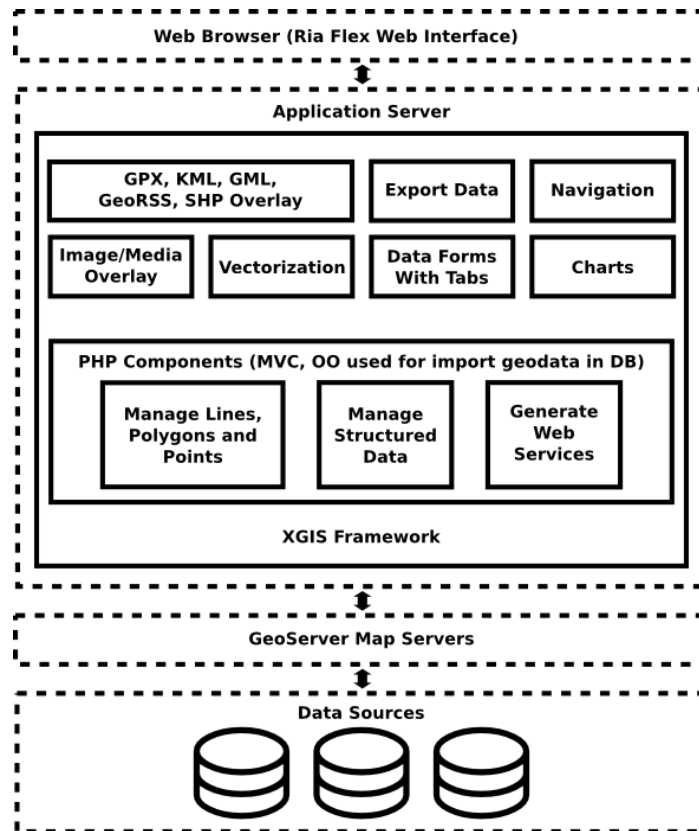 Web Browser (Ria Flex Web Interface)
Application Server
GPX, KML, GML,
GeoRSS, SHP Overlay
Export Data
Navigation
Image/Media
Overlay
Vectorization
Data Forms
With Tabs
Charts
PHP Components (MVC, OO used for import geodata in DB)
Manage Lines,
Polygons and
Points
Manage
Structured
Data
Generate
Web
Services
XGIS Framework
GeoServer Map Servers
Data Sources